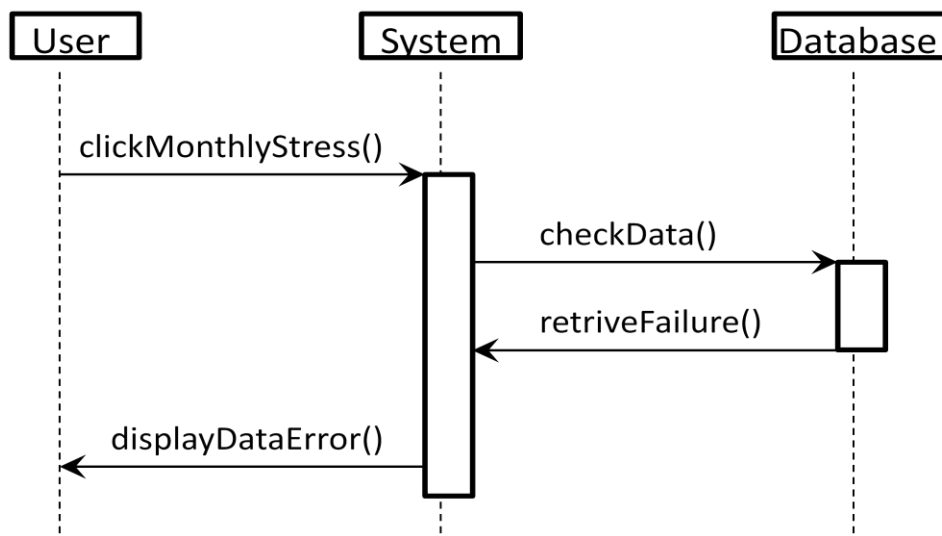 User
System
Database
clickMonthlyStress()
checkData()
retriveFailure()
displayDataError()